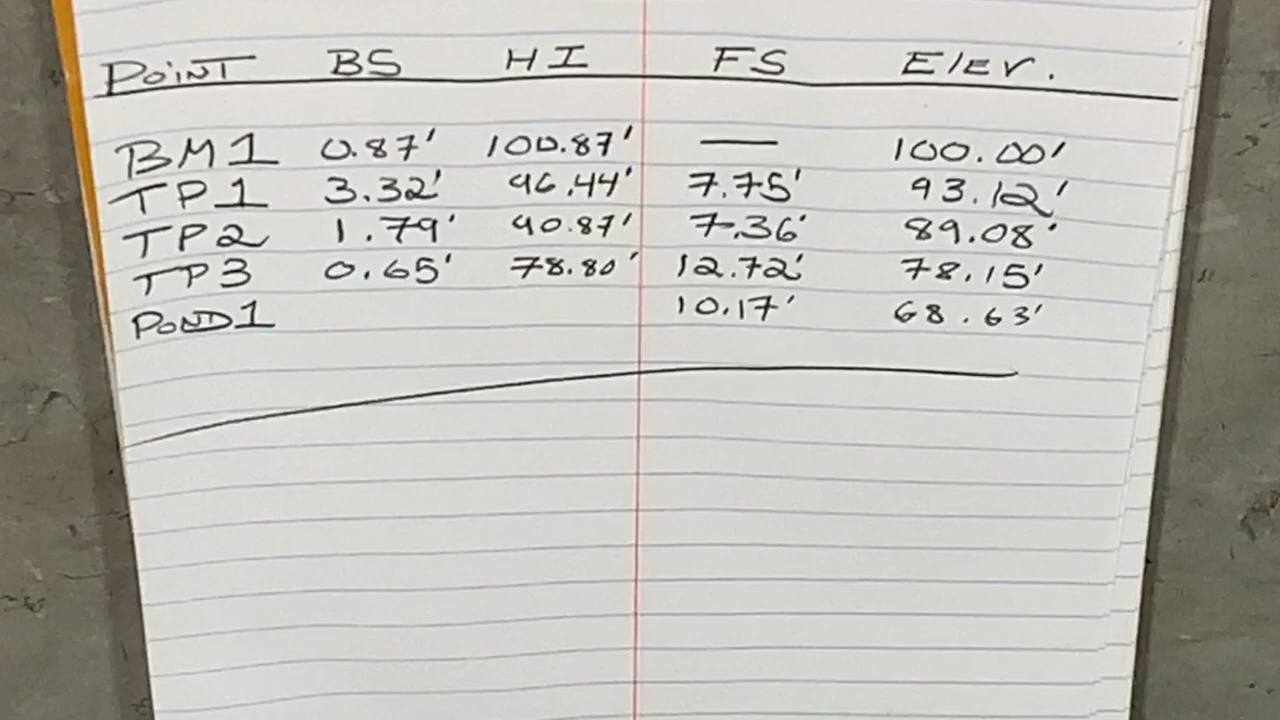 POINT BS HI FS Elev.
BM1 0.87' 100.87' — 100.00'
TP1 3.32' 96.44' 7.75' 93.12'
TP2 1.79' 90.87' 7.36' 89.08'
TP3 0.65' 78.80' 12.72' 78.15'
POND1 10.17' 68.63'